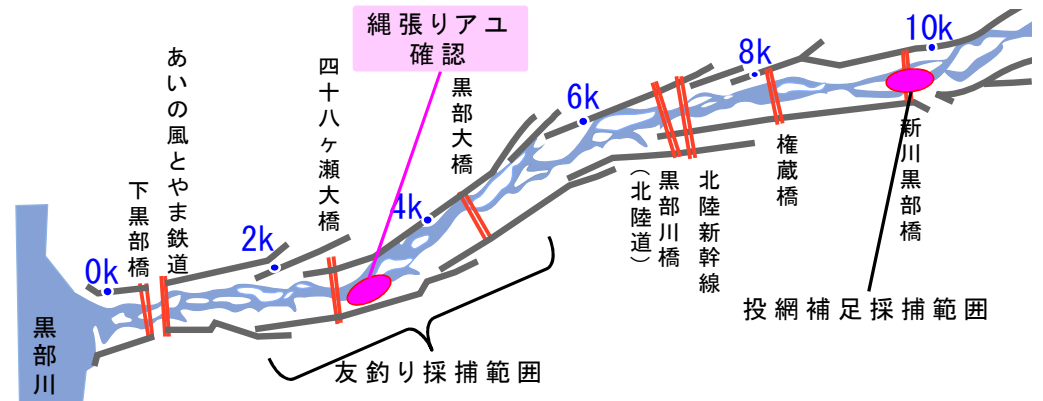 縄張りアユ
確認
あいの風とやま鉄道
四十八ヶ瀬大橋
黒部大橋
下黒部橋
0k
2k
4k
6k
8k
10k
黒部川橋
(北陸道)
北陸新幹線
権蔵橋
新川黒部橋
投網補足採捕範囲
友釣り採捕範囲
黒部川